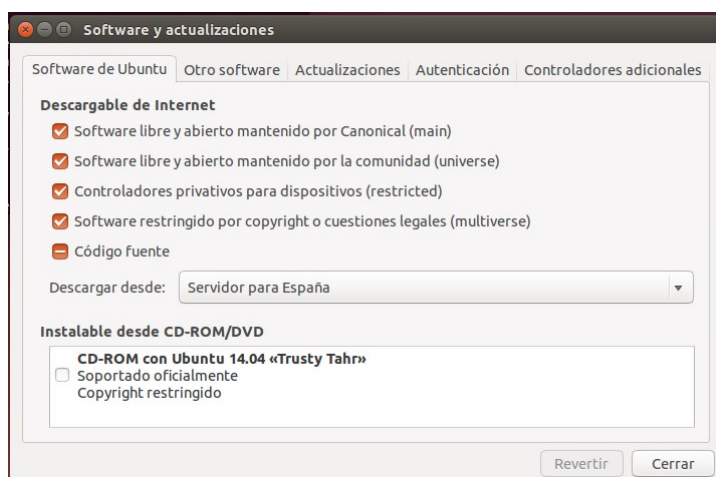 Software y actualizaciones
Software de Ubuntu Otro software Actualizaciones Autenticación Controladores adicionales
Descargable de Internet
Software libre y abierto mantenido por Canonical (main)
Software libre y abierto mantenido por la comunidad (universe)
Controladores privativos para dispositivos (restricted)
Software restringido por copyright o cuestiones legales (multiverse)
Código fuente
Descargar desde: Servidor para España
Instalable desde CD-ROM/DVD
CD-ROM con Ubuntu 14.04 «Trusty Tahr»
Soportado oficialmente
Copyright restringido
Revertir Cerrar